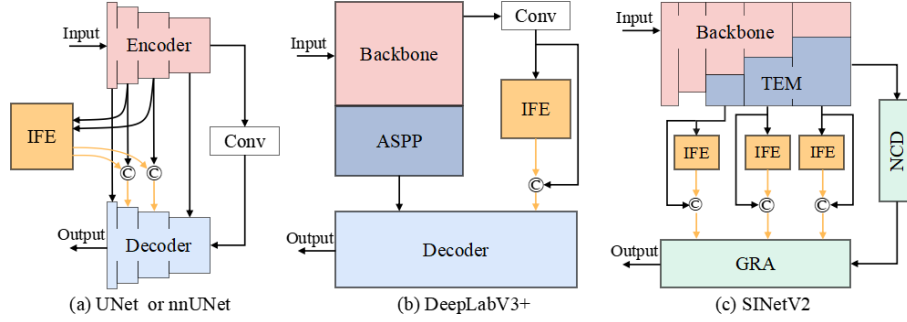 Input
Encoder
IFE
Conv
©
©
Output
Decoder
(a) UNet or nnUNet
Input
Backbone
Conv
IFE
ASPP
©
Output
Decoder
(b) DeepLabV3+
Input
Backbone
TEM
IFE
IFE
IFE
NCD
©
©
©
Output
GRA
(c) SINetV2